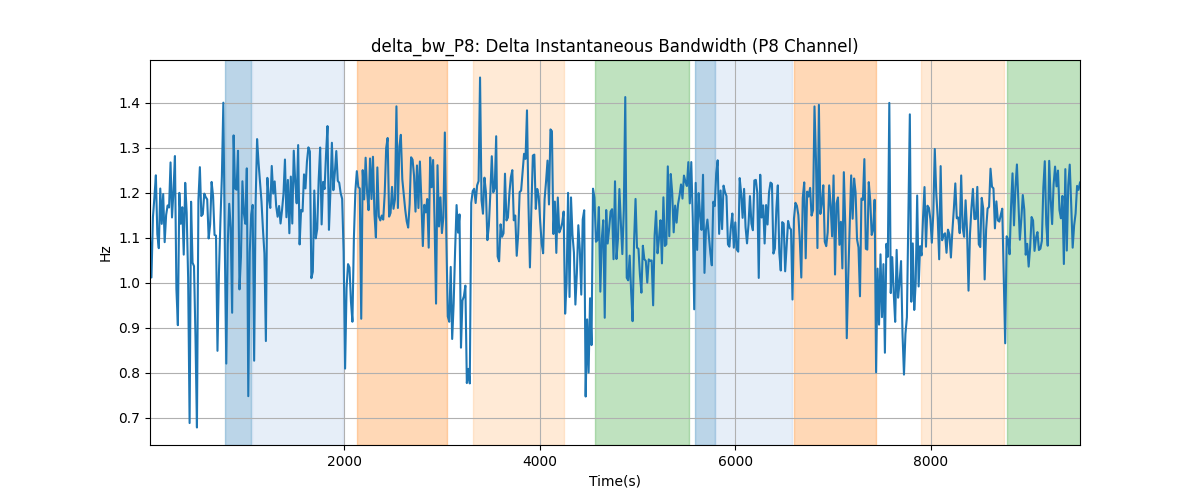 delta_bw_P8: Delta Instantaneous Bandwidth (P8 Channel)
Hz
1.4
1.3
1.2
1.1
1.0
0.9
0.8
0.7
2000 4000 6000 8000
Time(s)